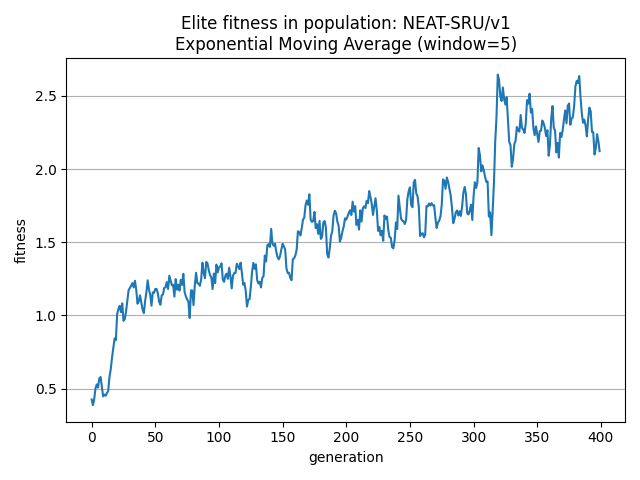 Elite fitness in population: NEAT-SRU/v1
Exponential Moving Average (window=5)
fitness
2.5
2.0
1.5
1.0
0.5
0 50 100 150 200 250 300 350 400
generation